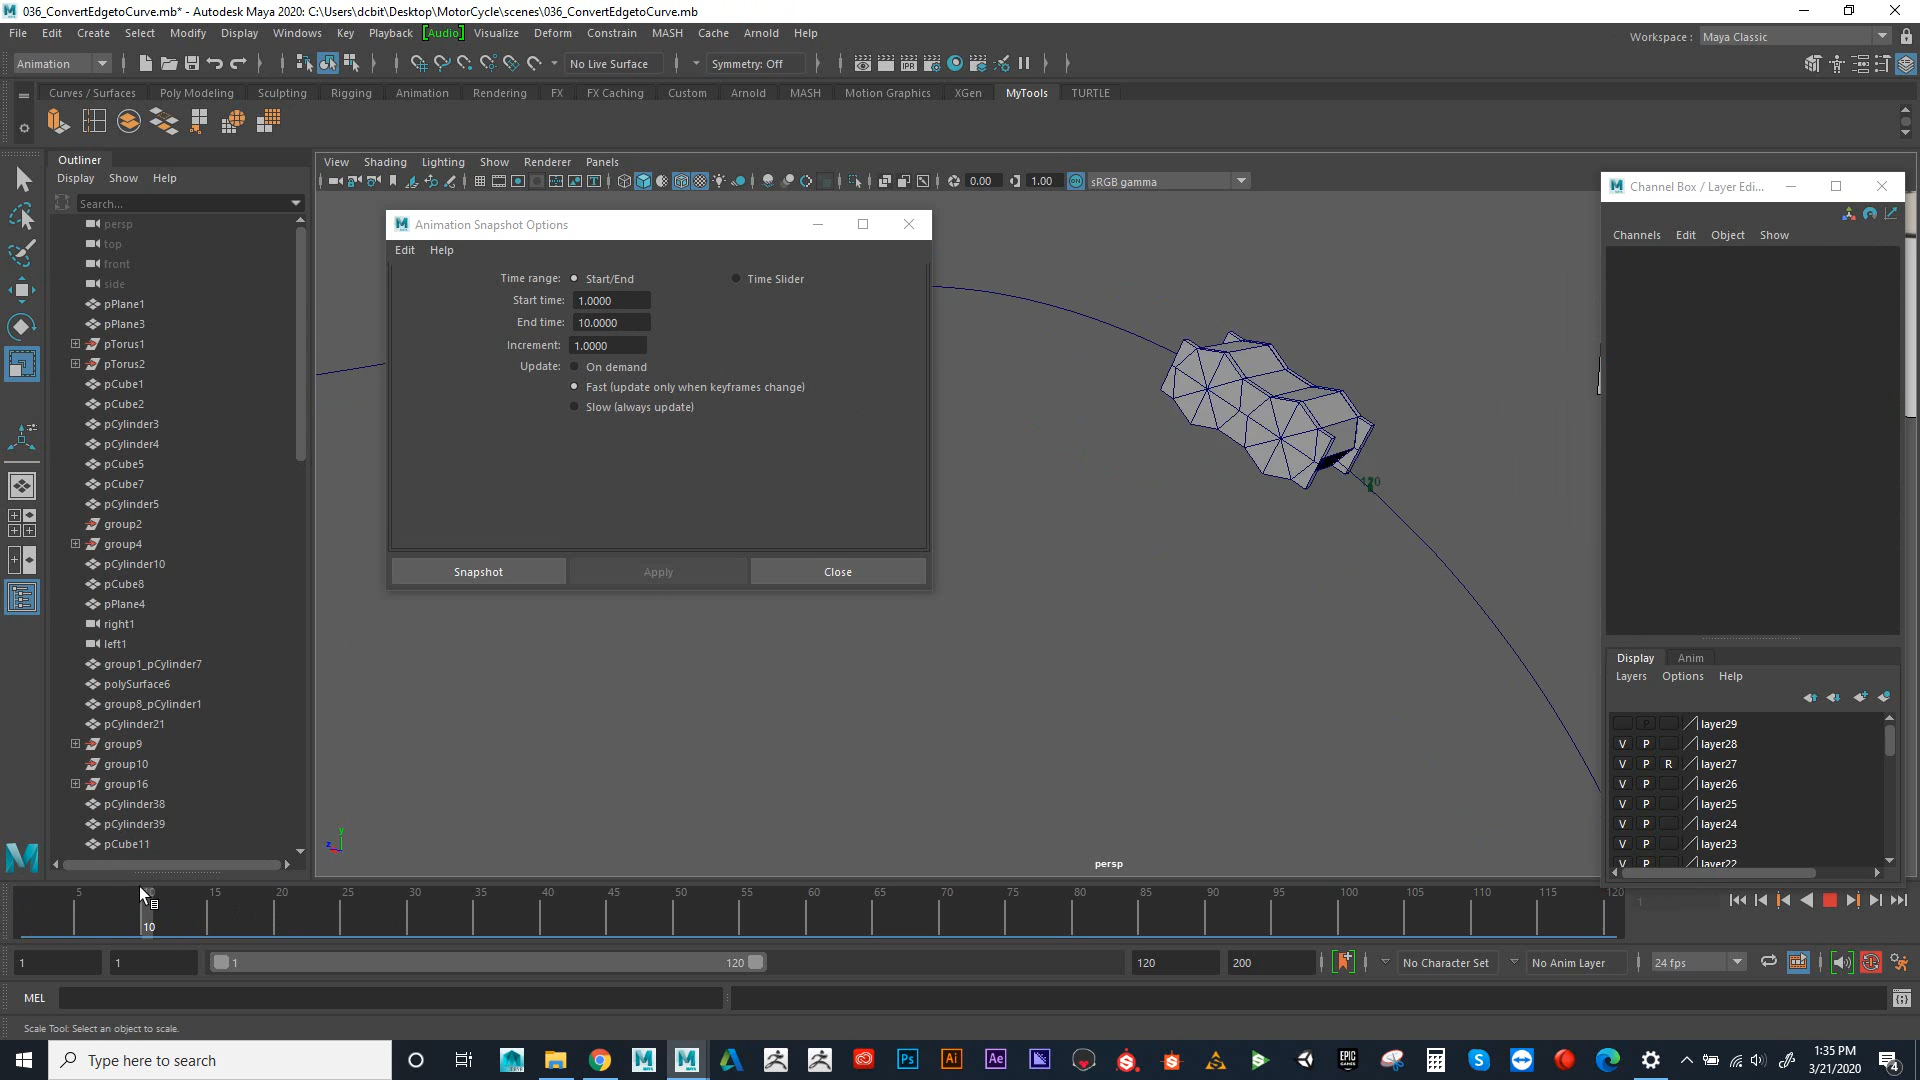 036_ConvertEdgetoCurve.mb* - Autodesk Maya 2020: C:\Users\dcbit\Desktop\MotorCycle\scenes\036_ConvertEdgetoCurve.mb
File Edit Create Select Modify Display Windows Key Playback [Audio] Visualize Deform Constrain MASH Cache Arnold Help
Workspace : Maya Classic
Animation No Live Surface Symmetry: Off
Curves / Surfaces Poly Modeling Sculpting Rigging Animation Rendering FX FX Caching Custom Arnold MASH Motion Graphics XGen MyTools TURTLE
Outliner
Display Show Help
Search...
persp
top
front
side
pPlane1
pPlane3
pTorus1
pTorus2
pCube1
pCube2
pCylinder3
pCylinder4
pCube5
pCube7
pCylinder5
group2
group4
pCylinder10
pCube8
pPlane4
right1
left1
group1_pCylinder7
polySurface6
group8_pCylinder1
pCylinder21
group9
group10
group16
pCylinder38
pCylinder39
pCube11
View Shading Lighting Show Renderer Panels
0.00 1.00 ON sRGB gamma
Animation Snapshot Options
Edit Help
Time range: Start/End Time Slider
Start time: 1.0000
End time: 10.0000
Increment: 1.0000
Update: On demand
Fast (update only when keyframes change)
Slow (always update)
Snapshot Apply Close
120
y
z
persp
Channel Box / Layer Edi...
Channels Edit Object Show
Display Anim
Layers Options Help
P layer29
V P layer28
V P R layer27
V P layer26
V P layer25
V P layer24
V P layer23
V P layer22
5 10 15 20 25 30 35 40 45 50 55 60 65 70 75 80 85 90 95 100 105 110 115 120
10
1
1 1 1 120 120 200 No Character Set No Anim Layer 24 fps
MEL
Scale Tool: Select an object to scale.
Type here to search
Ps Ai Ae
EPIC GAMES
1:35 PM
3/21/2020
4